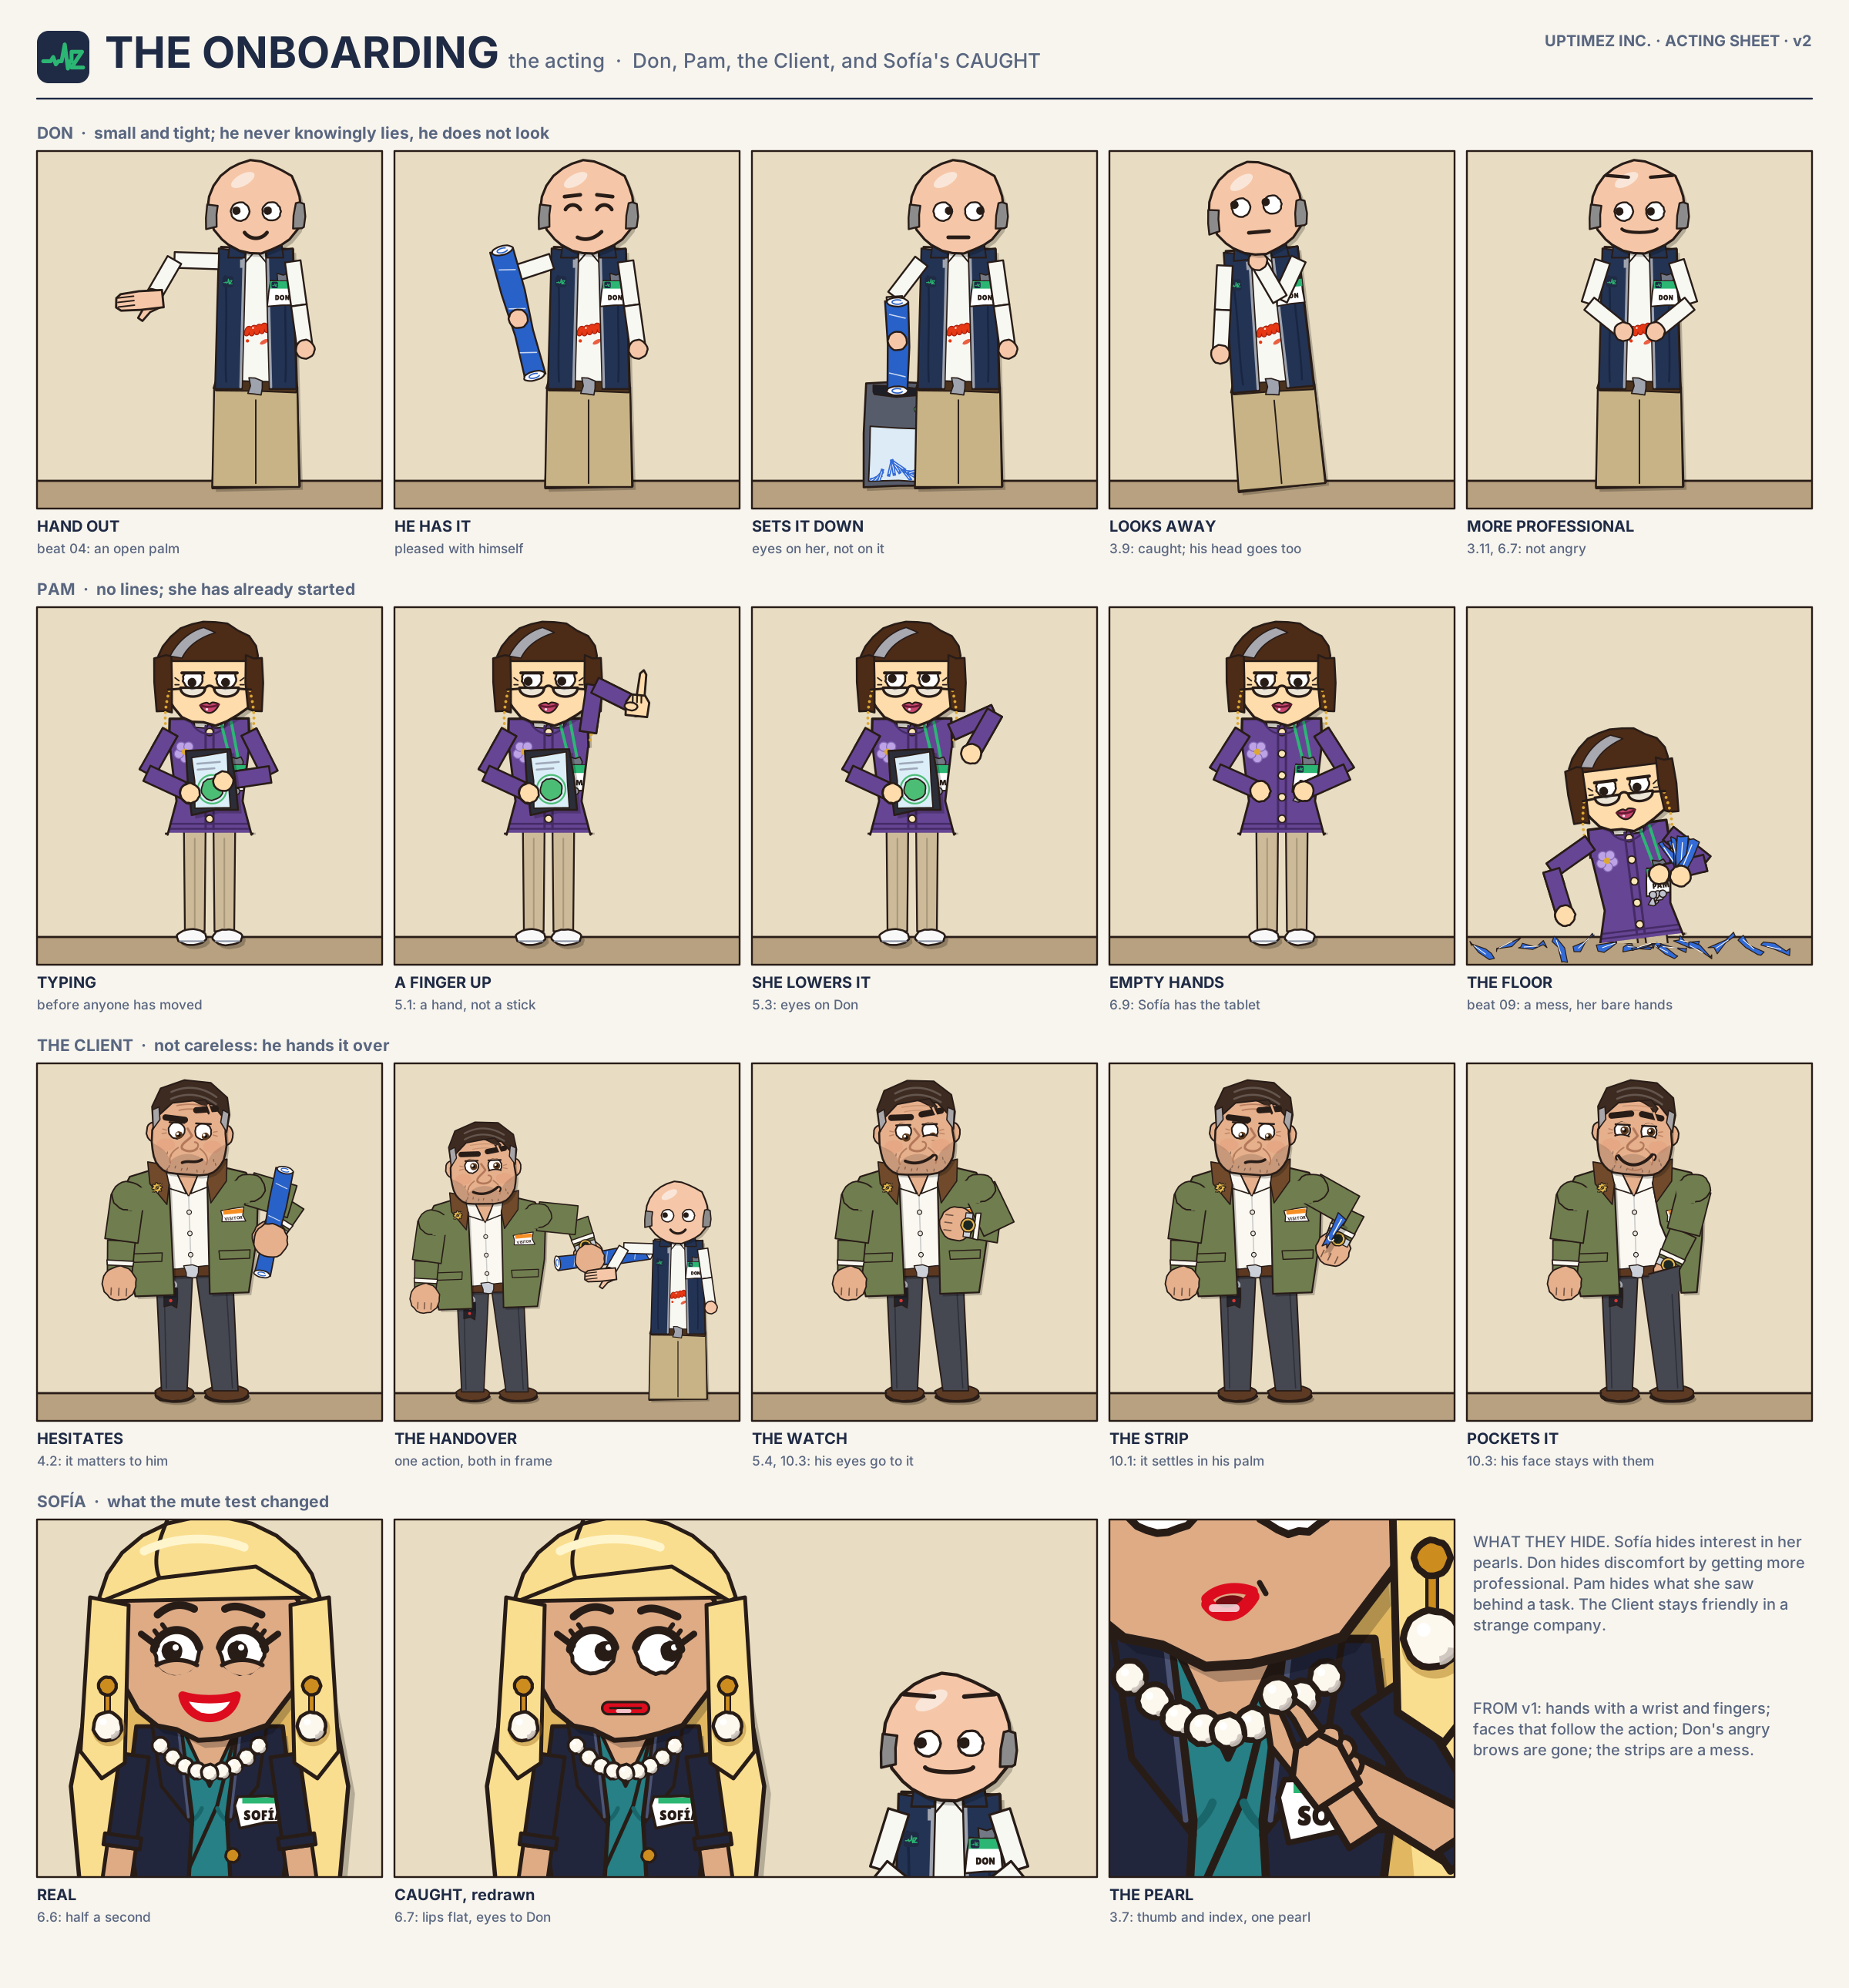 THE ONBOARDING the acting · Don, Pam, the Client, and Sofía's CAUGHT
UPTIMEZ INC. · ACTING SHEET · v2
DON · small and tight; he never knowingly lies, he does not look
DON
DON
DON
DON
DON
HAND OUT
beat 04: an open palm
HE HAS IT
pleased with himself
SETS IT DOWN
eyes on her, not on it
LOOKS AWAY
3.9: caught; his head goes too
MORE PROFESSIONAL
3.11, 6.7: not angry
PAM · no lines; she has already started
PAM
TYPING
before anyone has moved
A FINGER UP
5.1: a hand, not a stick
SHE LOWERS IT
5.3: eyes on Don
EMPTY HANDS
6.9: Sofía has the tablet
THE FLOOR
beat 09: a mess, her bare hands
THE CLIENT · not careless: he hands it over
VISITOR
VISITOR
DON
VISITOR
HESITATES
4.2: it matters to him
THE HANDOVER
one action, both in frame
THE WATCH
5.4, 10.3: his eyes go to it
THE STRIP
10.1: it settles in his palm
POCKETS IT
10.3: his face stays with them
SOFÍA · what the mute test changed
SOFÍA
SOFÍA
DON
SO
WHAT THEY HIDE. Sofía hides interest in her
pearls. Don hides discomfort by getting more
professional. Pam hides what she saw
behind a task. The Client stays friendly in a
strange company.
FROM v1: hands with a wrist and fingers;
faces that follow the action; Don's angry
brows are gone; the strips are a mess.
REAL
6.6: half a second
CAUGHT, redrawn
6.7: lips flat, eyes to Don
THE PEARL
3.7: thumb and index, one pearl